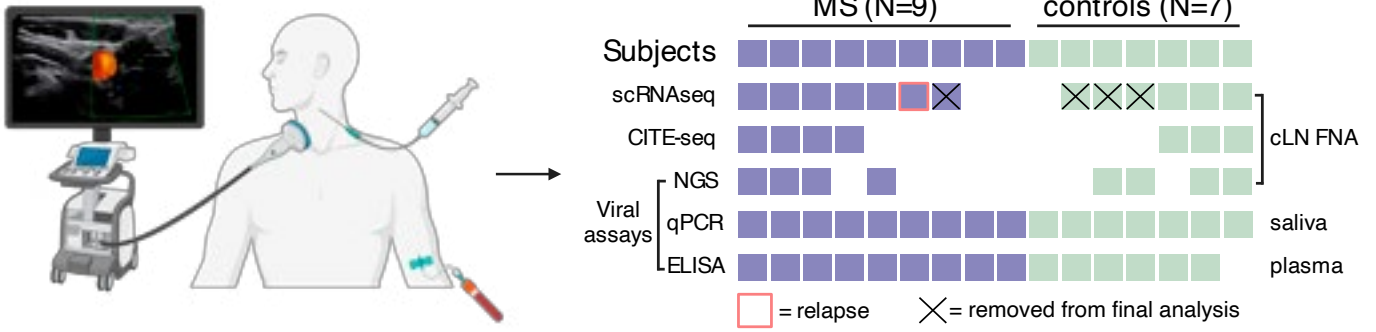 MS (N=9) controls (N=7)
Subjects
scRNAseq
CITE-seq
cLN FNA
NGS
Viral
assays
qPCR
saliva
ELISA
plasma
= relapse
= removed from final analysis